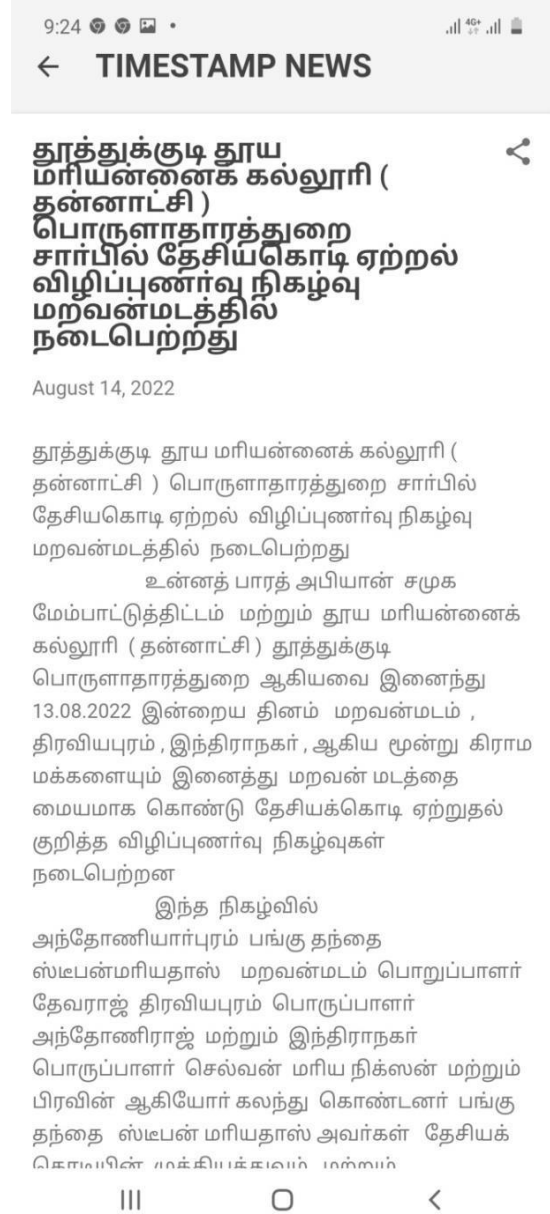 9:24
4G+
TIMESTAMP NEWS
தூத்துக்குடி தூய
மரியன்னைக் கல்லூரி (
தன்னாட்சி )
பொருளாதாரத்துறை
சார்பில் தேசியகொடி ஏற்றல்
விழிப்புணர்வு நிகழ்வு
மறவன்மடத்தில்
நடைபெற்றது
August 14, 2022
தூத்துக்குடி தூய மரியன்னைக் கல்லூரி (
தன்னாட்சி ) பொருளாதாரத்துறை சார்பில்
தேசியகொடி ஏற்றல் விழிப்புணர்வு நிகழ்வு
மறவன்மடத்தில் நடைபெற்றது
உன்னத் பாரத் அபியான் சமுக
மேம்பாட்டுத்திட்டம் மற்றும் தூய மரியன்னைக்
கல்லூரி ( தன்னாட்சி ) தூத்துக்குடி
பொருளாதாரத்துறை ஆகியவை இனைந்து
13.08.2022 இன்றைய தினம் மறவன்மடம் ,
திரவியபுரம் , இந்திராநகர் , ஆகிய மூன்று கிராம
மக்களையும் இனைத்து மறவன் மடத்தை
மையமாக கொண்டு தேசியக்கொடி ஏற்றுதல்
குறித்த விழிப்புணர்வு நிகழ்வுகள்
நடைபெற்றன
இந்த நிகழ்வில்
அந்தோணியார்புரம் பங்கு தந்தை
ஸ்டீபன்மரியதாஸ் மறவன்மடம் பொறுப்பாளர்
தேவராஜ் திரவியபுரம் பொருப்பாளர்
அந்தோணிராஜ் மற்றும் இந்திராநகர்
பொருப்பாளர் செல்வன் மரிய நிக்ஸன் மற்றும்
பிரவின் ஆகியோர் கலந்து கொண்டனர் பங்கு
தந்தை ஸ்டீபன் மரியதாஸ் அவர்கள் தேசியக்
கொடியின் முக்கியத்துவம் மற்றும்